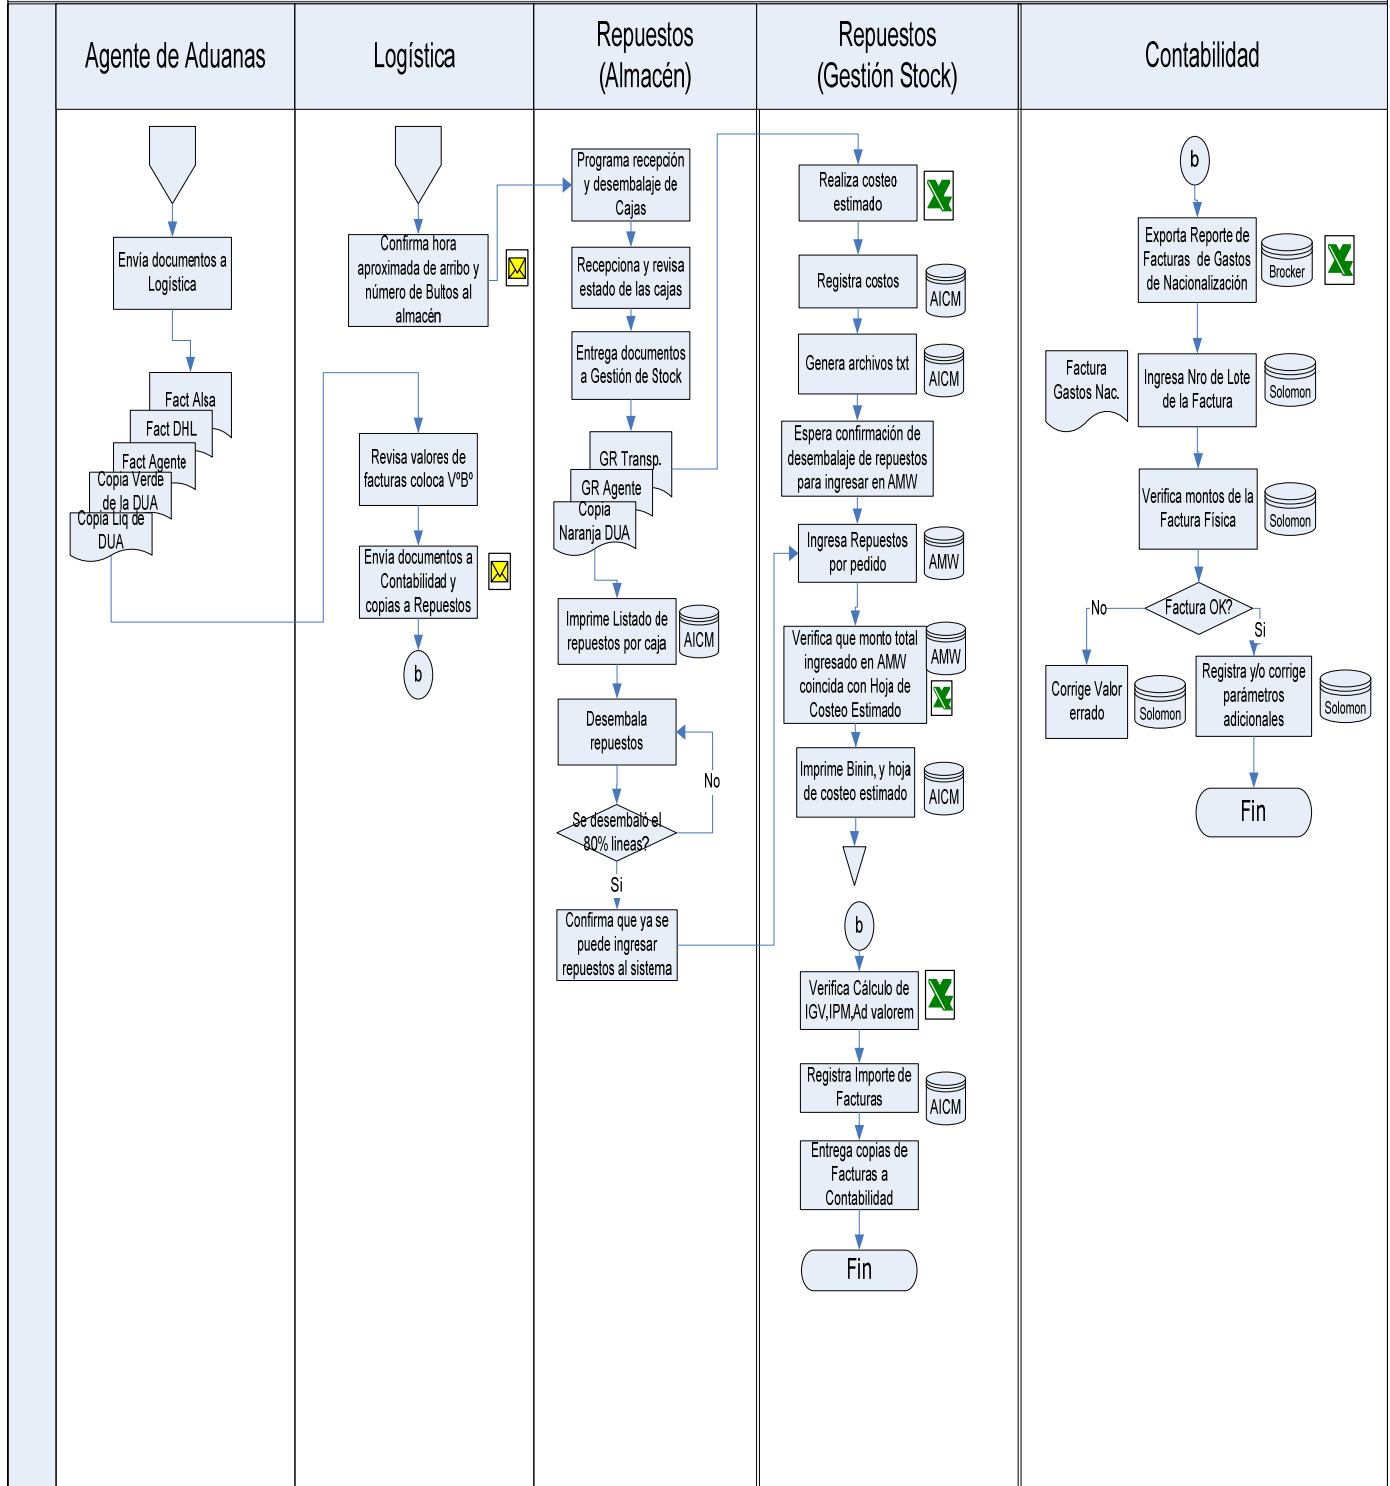 Agente de Aduanas
Logística
Repuestos
(Almacén)
Repuestos
(Gestión Stock)
Contabilidad
Envía documentos a
Logística
Fact Alsa
Fact DHL
Fact Agente
Copia Verde
de la DUA
Copia Liq de
DUA
Confirma hora
aproximada de arribo y
número de Bultos al
almacén
Revisa valores de
facturas coloca VºBº
Envía documentos a
Contabilidad y
copias a Repuestos
b
Programa recepción
y desembalaje de
Cajas
Recepciona y revisa
estado de las cajas
Entrega documentos
a Gestión de Stock
GR Transp.
GR Agente
Copia
Naranja DUA
Imprime Listado de
repuestos por caja
AICM
Desembala
repuestos
No
Se desembaló el
80% lineas?
Si
Confirma que ya se
puede ingresar
repuestos al sistema
Realiza costeo
estimado
Registra costos
AICM
Genera archivos txt
AICM
Espera confirmación de
desembalaje de repuestos
para ingresar en AMW
Ingresa Repuestos
por pedido
AMW
Verifica que monto total
ingresado en AMW
coincida con Hoja de
Costeo Estimado
AMW
Imprime Binin, y hoja
de costeo estimado
AICM
b
Verifica Cálculo de
IGV,IPM,Ad valorem
Registra Importe de
Facturas
AICM
Entrega copias de
Facturas a
Contabilidad
Fin
b
Exporta Reporte de
Facturas de Gastos
de Nacionalización
Brocker
Factura
Gastos Nac.
Ingresa Nro de Lote
de la Factura
Solomon
Verifica montos de la
Factura Física
Solomon
Factura OK?
No
Si
Corrige Valor
errado
Solomon
Registra y/o corrige
parámetros
adicionales
Solomon
Fin